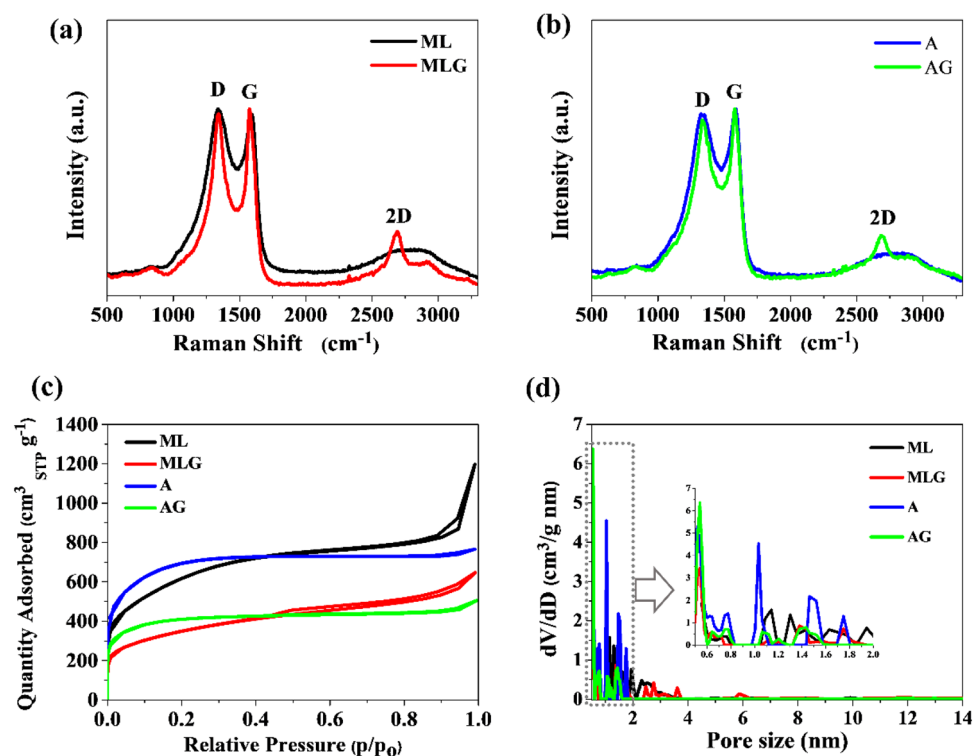 (a)
ML
MLG
D
G
2D
Intensity (a.u.)
500 1000 1500 2000 2500 3000
Raman Shift (cm⁻¹)
(b)
A
AG
D
G
2D
Intensity (a.u.)
500 1000 1500 2000 2500 3000
Raman Shift (cm⁻¹)
(c)
ML
MLG
A
AG
Quantity Adsorbed (cm³ STP g⁻¹)
1400
1200
1000
800
600
400
200
0
0.0 0.2 0.4 0.6 0.8 1.0
Relative Pressure (p/p₀)
(d)
ML
MLG
A
AG
dV/dD (cm³/g nm)
7
6
5
4
3
2
1
0
2 4 6 8 10 12 14
Pore size (nm)
7
6
5
4
3
2
1
0
0.6 0.8 1.0 1.2 1.4 1.6 1.8 2.0